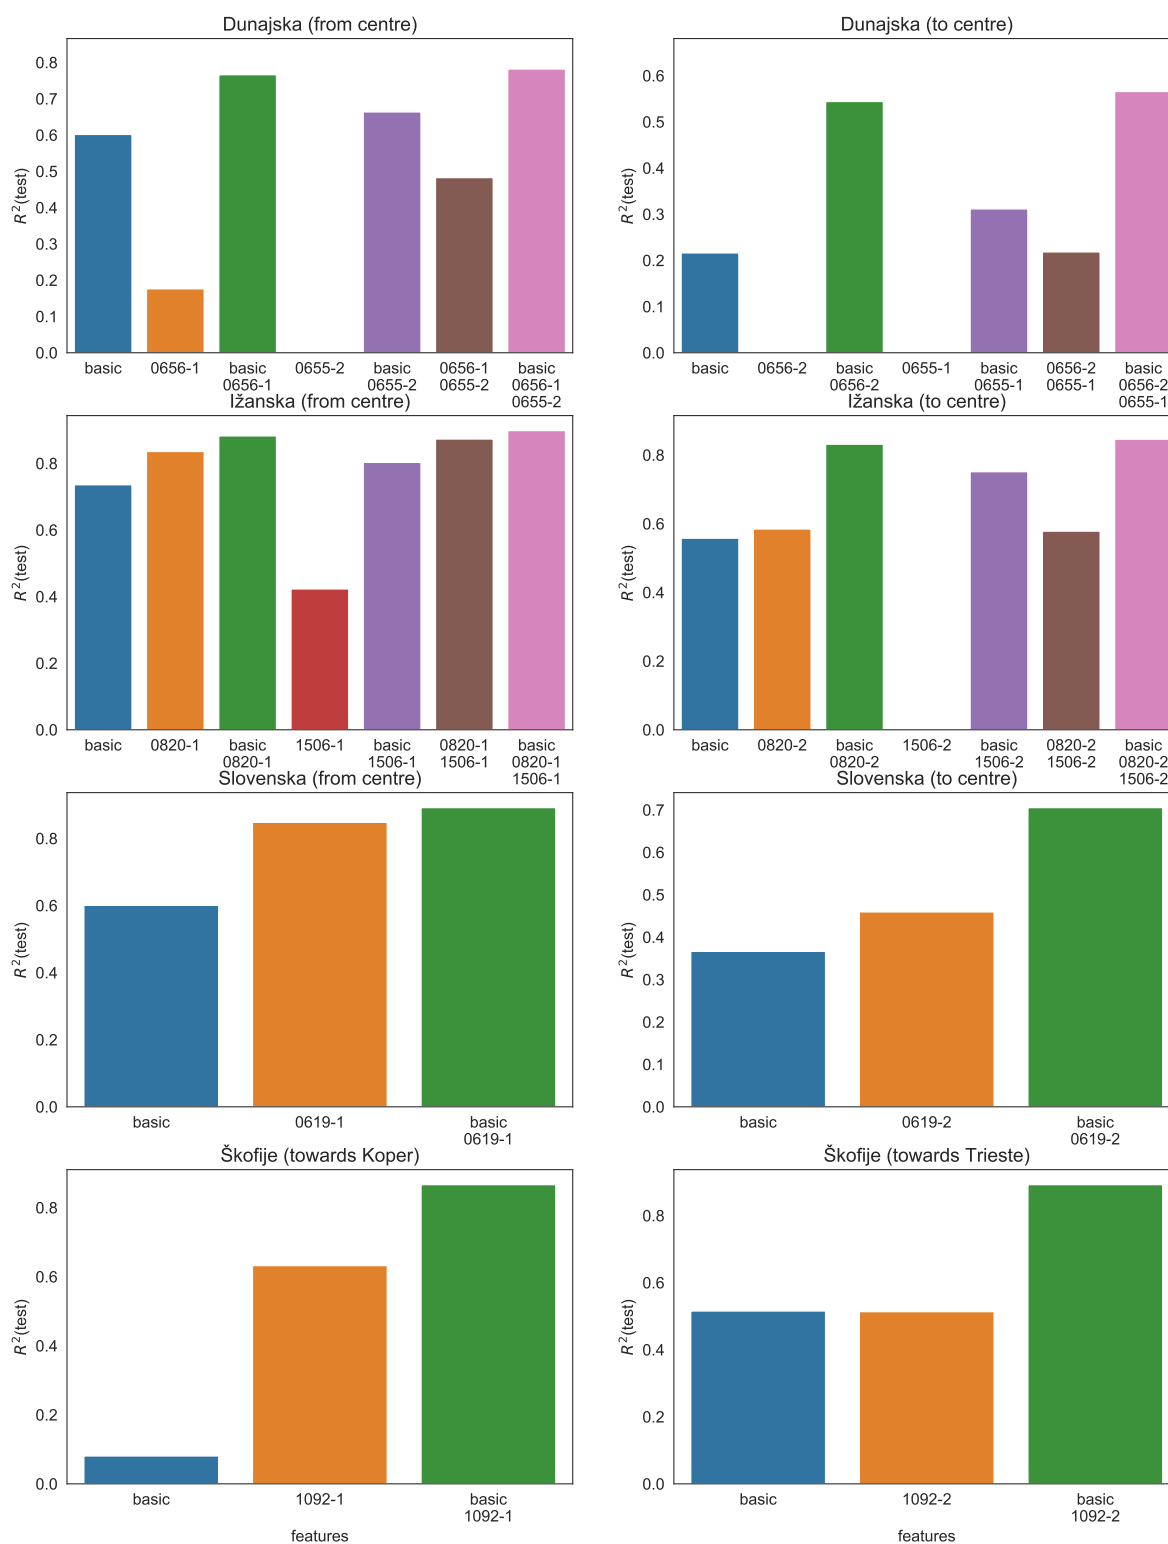 Dunajska (from centre)
R²(test)
0.8
0.7
0.6
0.5
0.4
0.3
0.2
0.1
0.0
basic 0656-1 basic 0655-2 basic 0656-1 basic
0656-1 0655-2 0655-2 0656-1
0655-2
Dunajska (to centre)
R²(test)
0.6
0.5
0.4
0.3
0.2
0.1
0.0
basic 0656-2 basic 0655-1 basic 0656-2 basic
0656-2 0655-1 0655-1 0656-2
0655-1
Ižanska (from centre)
R²(test)
0.8
0.6
0.4
0.2
0.0
basic 0820-1 basic 1506-1 basic 0820-1 basic
0820-1 1506-1 1506-1 0820-1
1506-1
Ižanska (to centre)
R²(test)
0.8
0.6
0.4
0.2
0.0
basic 0820-2 basic 1506-2 basic 0820-2 basic
0820-2 1506-2 1506-2 0820-2
1506-2
Slovenska (from centre)
R²(test)
0.8
0.6
0.4
0.2
0.0
basic 0619-1 basic
0619-1
Slovenska (to centre)
R²(test)
0.7
0.6
0.5
0.4
0.3
0.2
0.1
0.0
basic 0619-2 basic
0619-2
Škofije (towards Koper)
R²(test)
0.8
0.6
0.4
0.2
0.0
basic 1092-1 basic
1092-1
features
Škofije (towards Trieste)
R²(test)
0.8
0.6
0.4
0.2
0.0
basic 1092-2 basic
1092-2
features